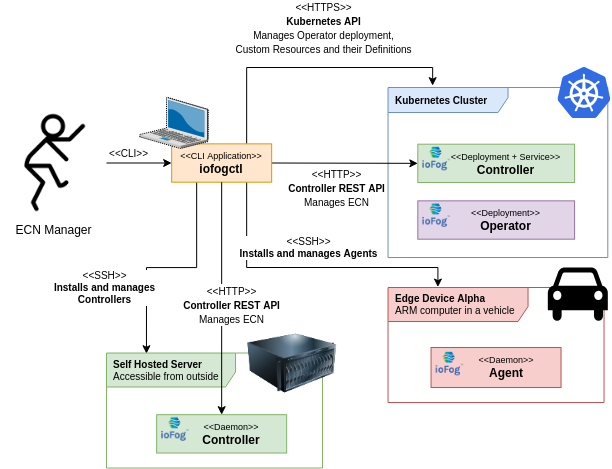 <<HTTPS>>
Kubernetes API
Manages Operator deployment,
Custom Resources and their Definitions
Kubernetes Cluster
<<CLI>>
<<CLI Application>>
iofogctl
<<HTTP>>
Controller REST API
Manages ECN
ioFog
<<Deployment + Service>>
Controller
ioFog
<<Deployment>>
Operator
ECN Manager
<<SSH>>
Installs and manages Agents
<<SSH>>
Installs and manages
Controllers
<<HTTP>>
Controller REST API
Manages ECN
Edge Device Alpha
ARM computer in a vehicle
ioFog
<<Daemon>>
Agent
Self Hosted Server
Accessible from outside
ioFog
<<Daemon>>
Controller